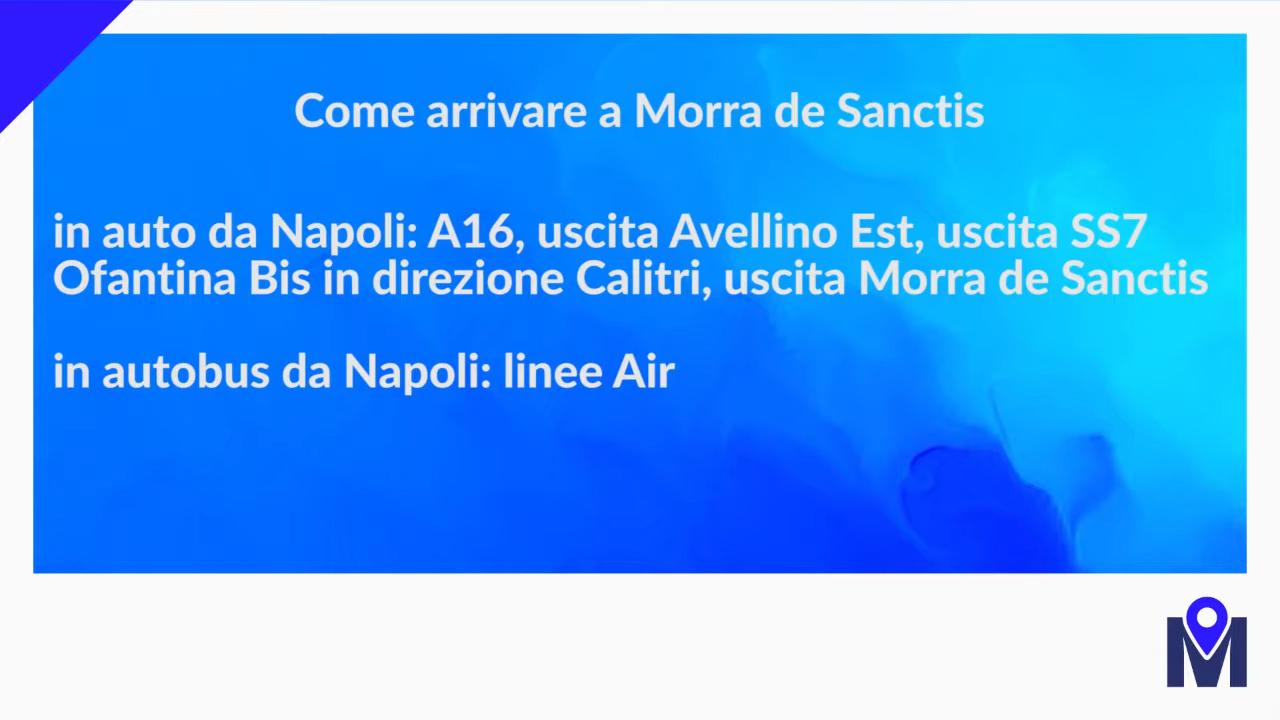 Come arrivare a Morra de Sanctis
in auto da Napoli: A16, uscita Avellino Est, uscita SS7
Ofantina Bis in direzione Calitri, uscita Morra de Sanctis
in autobus da Napoli: linee Air
M